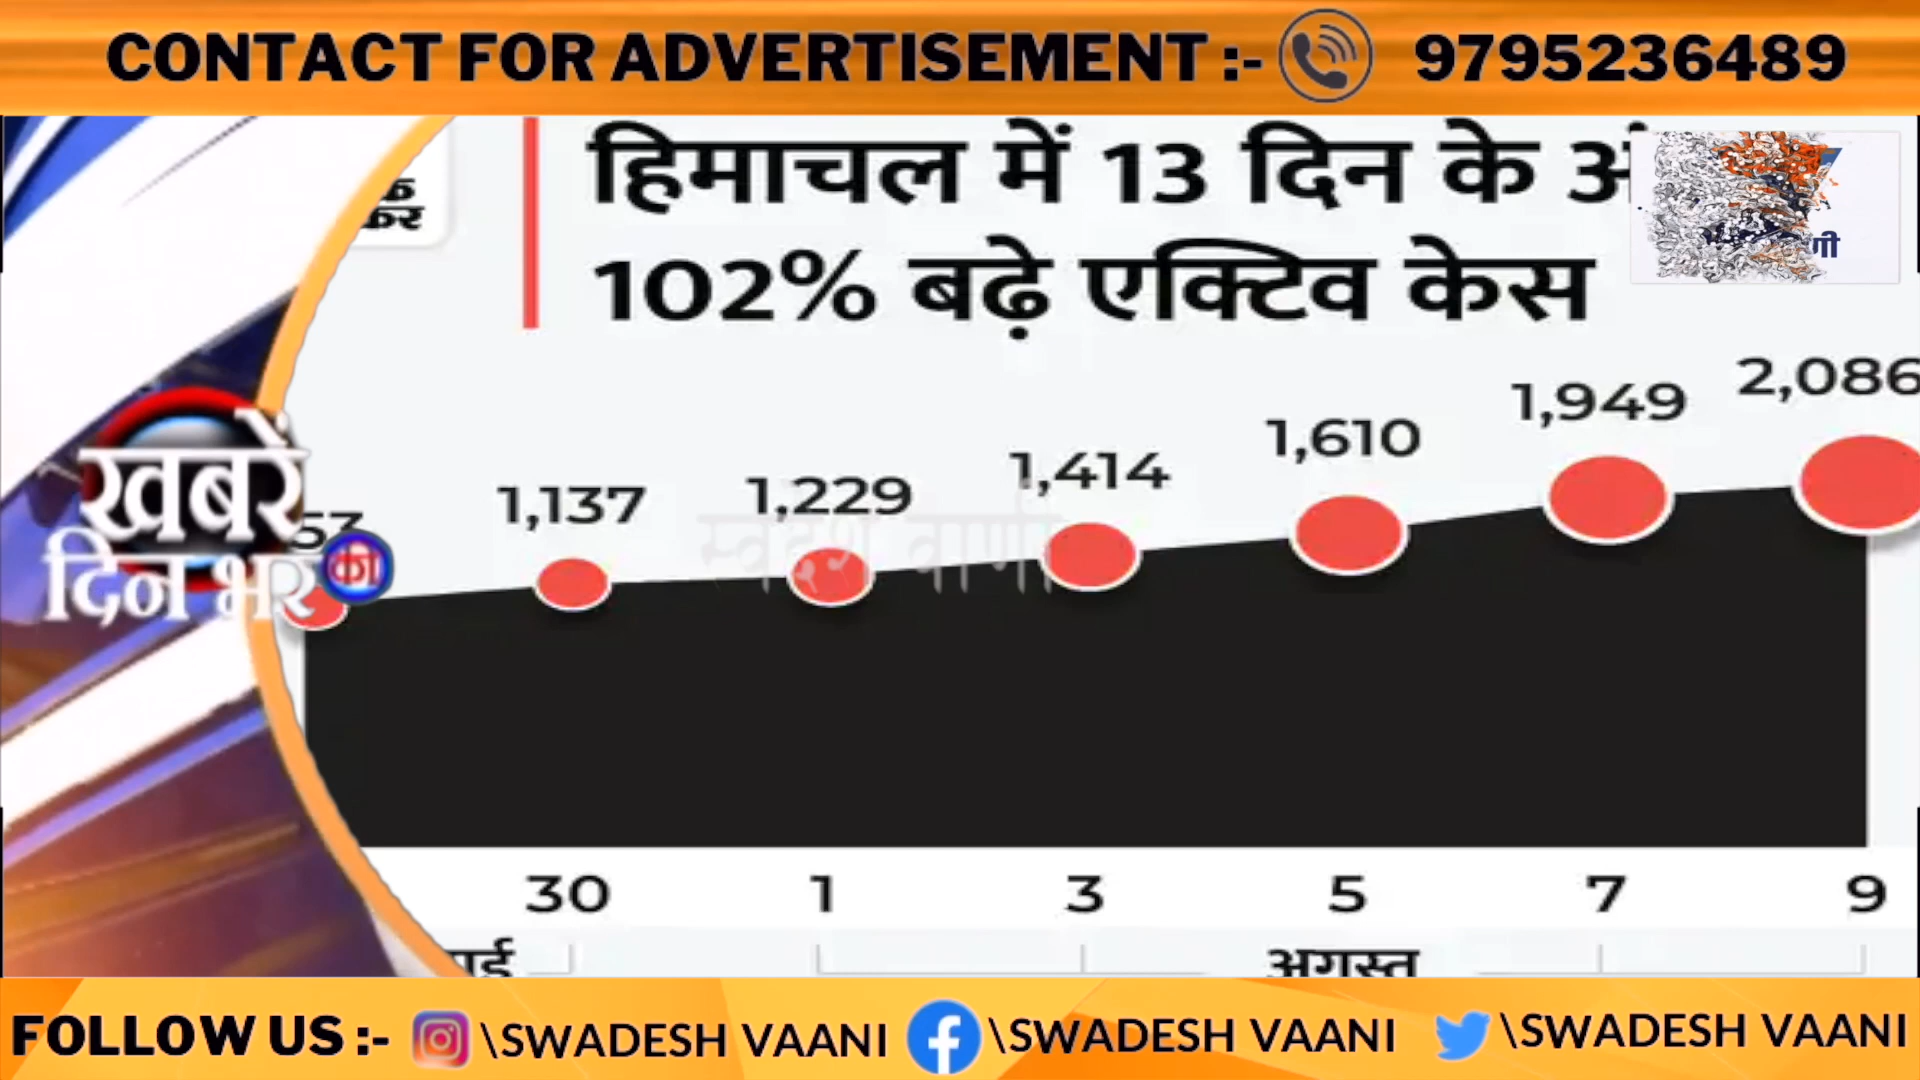 CONTACT FOR ADVERTISEMENT :- 9795236489
हिमाचल में 13 दिन के
102% बढ़े एक्टिव केस
1,137
1,229
1,414
1,610
1,949
2,086
खबरें
दिन भर की
स्वदेश वाणी
30
1
3
5
7
9
अगस्त
FOLLOW US :- \SWADESH VAANI \SWADESH VAANI \SWADESH VAANI